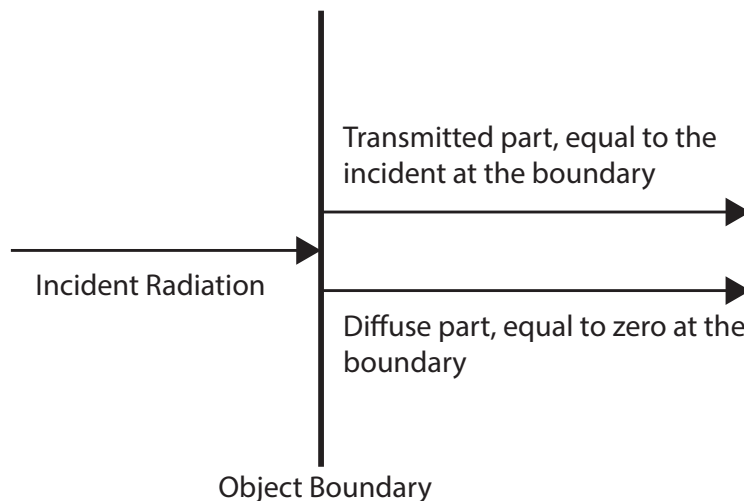 Transmitted part, equal to the
incident at the boundary
Incident Radiation
Diffuse part, equal to zero at the
boundary
Object Boundary